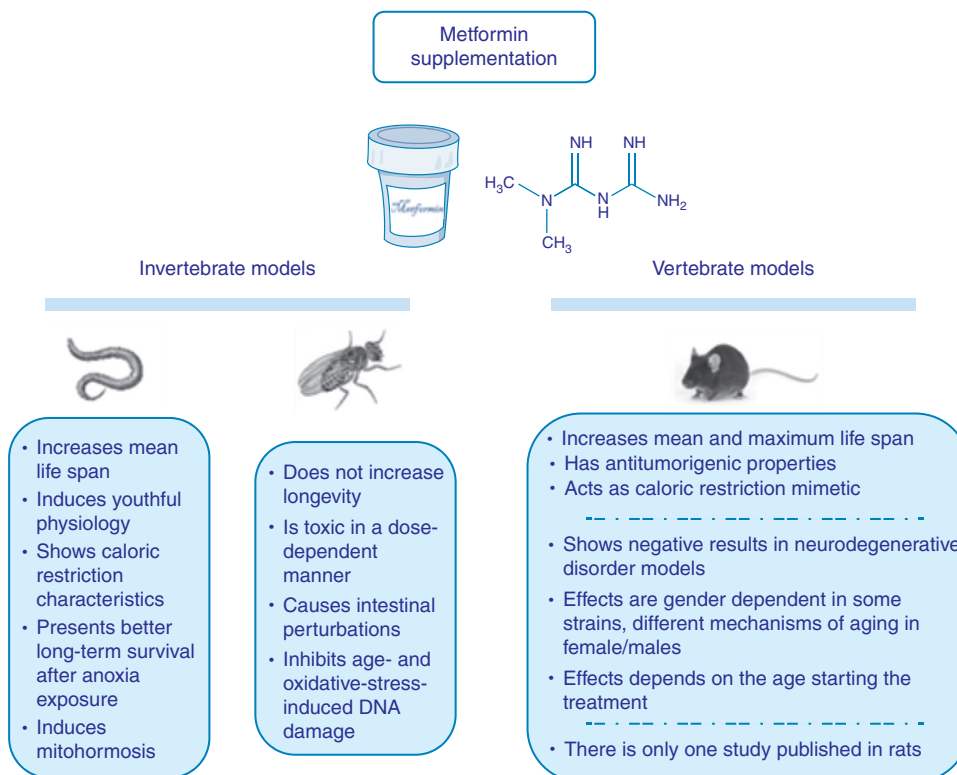 Metformin
supplementation
Metformin
NH
NH
H₃C
N
N
H
NH₂
CH₃
Invertebrate models
Vertebrate models
• Increases mean
life span
• Induces youthful
physiology
• Shows caloric
restriction
characteristics
• Presents better
long-term survival
after anoxia
exposure
• Induces
mitohormosis
• Does not increase
longevity
• Is toxic in a dose-
dependent
manner
• Causes intestinal
perturbations
• Inhibits age- and
oxidative-stress-
induced DNA
damage
• Increases mean and maximum life span
• Has antitumorigenic properties
• Acts as caloric restriction mimetic
• Shows negative results in neurodegenerative
disorder models
• Effects are gender dependent in some
strains, different mechanisms of aging in
female/males
• Effects depends on the age starting the
treatment
• There is only one study published in rats